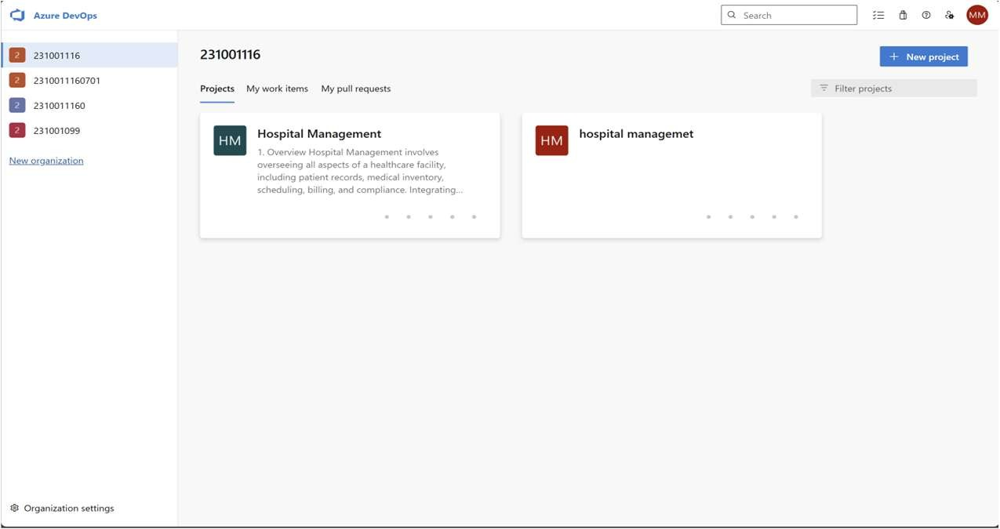 Azure DevOps
Search
MM
2 231001116
2 2310011160701
2 2310011160
2 231001099
New organization
Organization settings
231001116
New project
Projects My work items My pull requests
Filter projects
HM
Hospital Management
1. Overview Hospital Management involves
overseeing all aspects of a healthcare facility,
including patient records, medical inventory,
scheduling, billing, and compliance. Integrating...
HM
hospital managemet